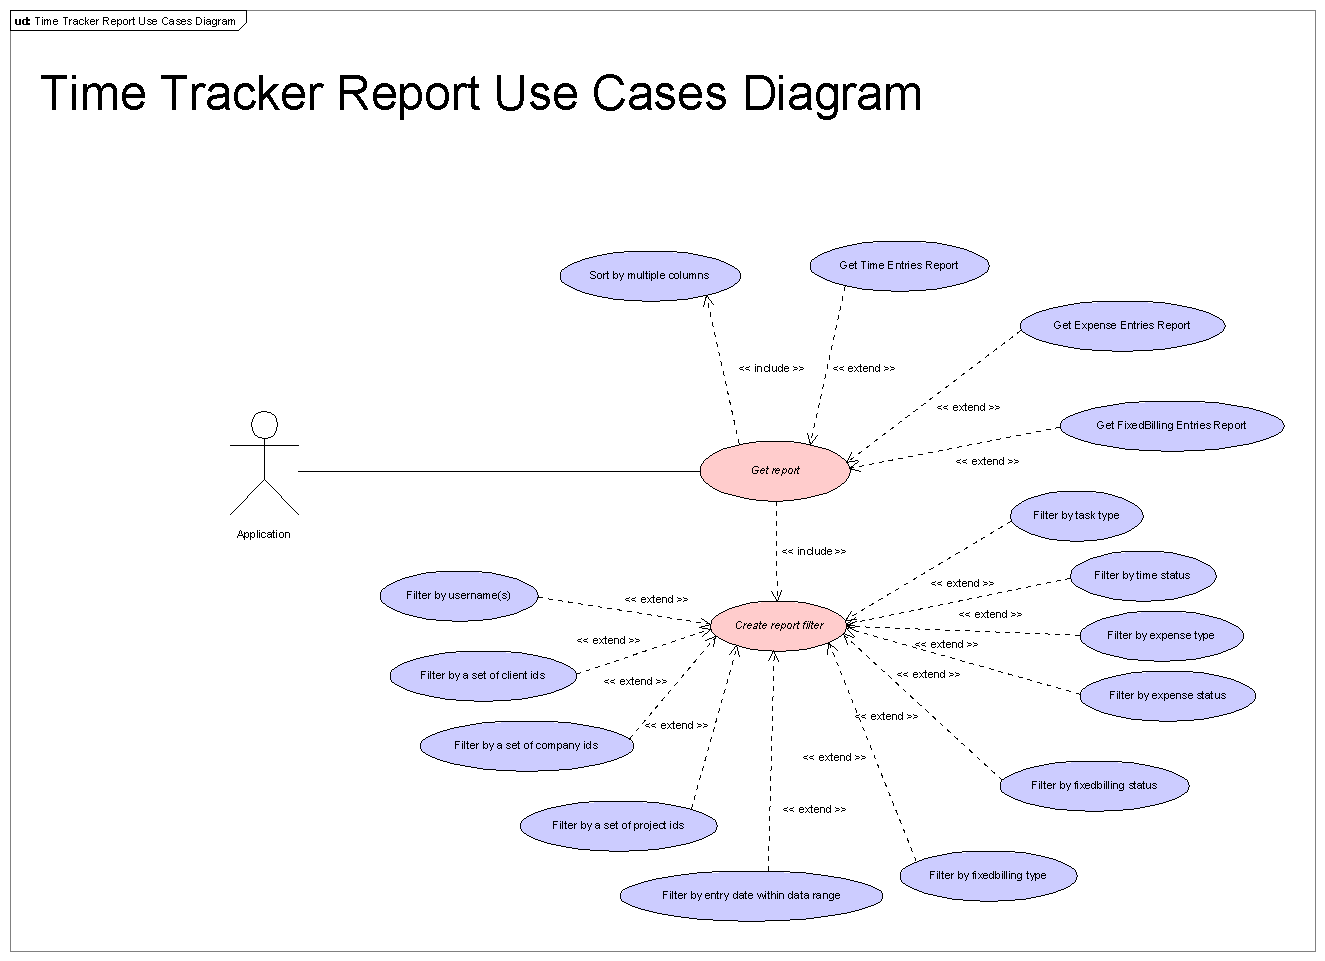 ud: Time Tracker Report Use Cases Diagram
Time Tracker Report Use Cases Diagram
Sort by multiple columns
Get Time Entries Report
Get Expense Entries Report
<< include >>
<< extend >>
<< extend >>
Get FixedBilling Entries Report
<< extend >>
Get report
Application
Filter by task type
<< include >>
Filter by time status
<< extend >>
Filter by username(s)
<< extend >>
<< extend >>
Create report filter
Filter by expense type
<< extend >>
<< extend >>
Filter by a set of client ids
<< extend >>
<< extend >>
Filter by expense status
<< extend >>
<< extend >>
Filter by a set of company ids
<< extend >>
Filter by fixedbilling status
<< extend >>
Filter by a set of project ids
Filter by fixedbilling type
Filter by entry date within data range